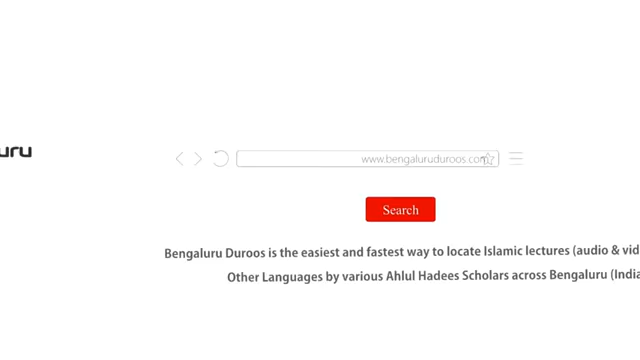 uru
www.bengaluruduroos.com
Search
Bengaluru Duroos is the easiest and fastest way to locate Islamic lectures (audio & vid
Other Languages by various Ahlul Hadees Scholars across Bengaluru (India